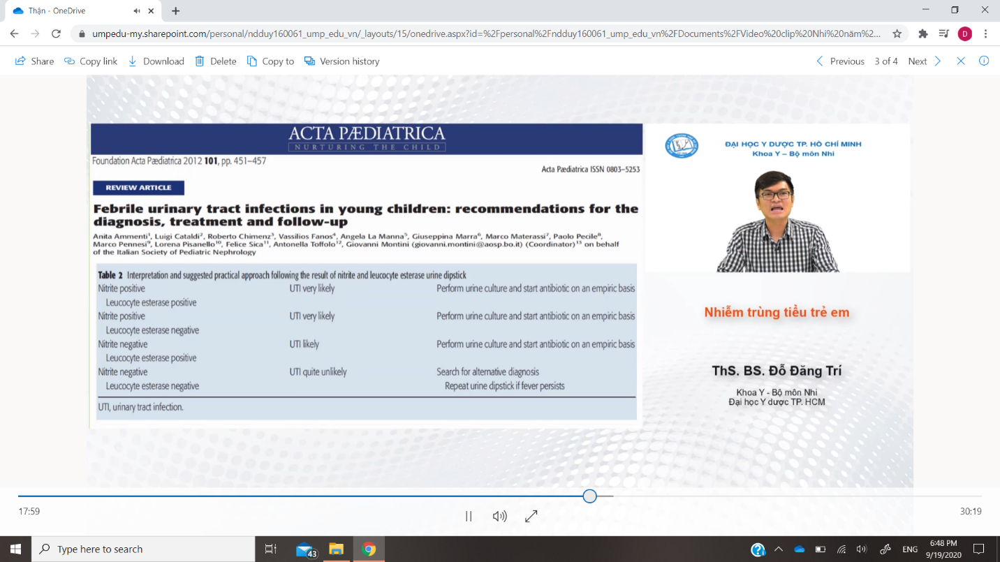 Thận - OneDrive
umpedu-my.sharepoint.com/personal/ndduy160061_ump_edu_vn/_layouts/15/onedrive.aspx?id=%2Fpersonal%2Fndduy160061_ump_edu_vn%2FDocuments%2FVideo%20clip%20Nhi%20năm%2...
D
Share Copy link Download Delete Copy to Version history Previous 3 of 4 Next
ACTA PÆDIATRICA
NURTURING THE CHILD
Foundation Acta Pædiatrica 2012 101, pp. 451–457
Acta Pædiatrica ISSN 0803–5253
REVIEW ARTICLE
Febrile urinary tract infections in young children: recommendations for the
diagnosis, treatment and follow-up
Anita Ammenti1, Luigi Cataldi2, Roberto Chimenz3, Vassilios Fanos4, Angela La Manna5, Giuseppina Marra6, Marco Materassi7, Paolo Pecile8,
Marco Pennesi9, Lorena Pisanello10, Felice Sica11, Antonella Toffolo12, Giovanni Montini (giovanni.montini@aosp.bo.it) (Coordinator)13 on behalf
of the Italian Society of Pediatric Nephrology
Table 2 Interpretation and suggested practical approach following the result of nitrite and leucocyte esterase urine dipstick
Nitrite positive UTI very likely Perform urine culture and start antibiotic on an empiric basis
Leucocyte esterase positive
Nitrite positive UTI very likely Perform urine culture and start antibiotic on an empiric basis
Leucocyte esterase negative
Nitrite negative UTI likely Perform urine culture and start antibiotic on an empiric basis
Leucocyte esterase positive
Nitrite negative UTI quite unlikely Search for alternative diagnosis
Leucocyte esterase negative Repeat urine dipstick if fever persists
UTI, urinary tract infection.
ĐẠI HỌC Y DƯỢC TP. HỒ CHÍ MINH
Khoa Y – Bộ môn Nhi
Nhiễm trùng tiểu trẻ em
ThS. BS. Đỗ Đăng Trí
Khoa Y - Bộ môn Nhi
Đại học Y dược TP. HCM
17:59
30:19
Type here to search
43
ENG
6:48 PM
9/19/2020